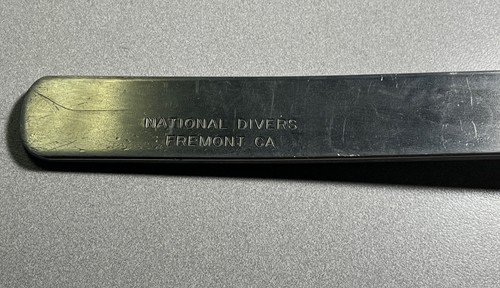 NATIONAL DIVERS
FREMONT CA